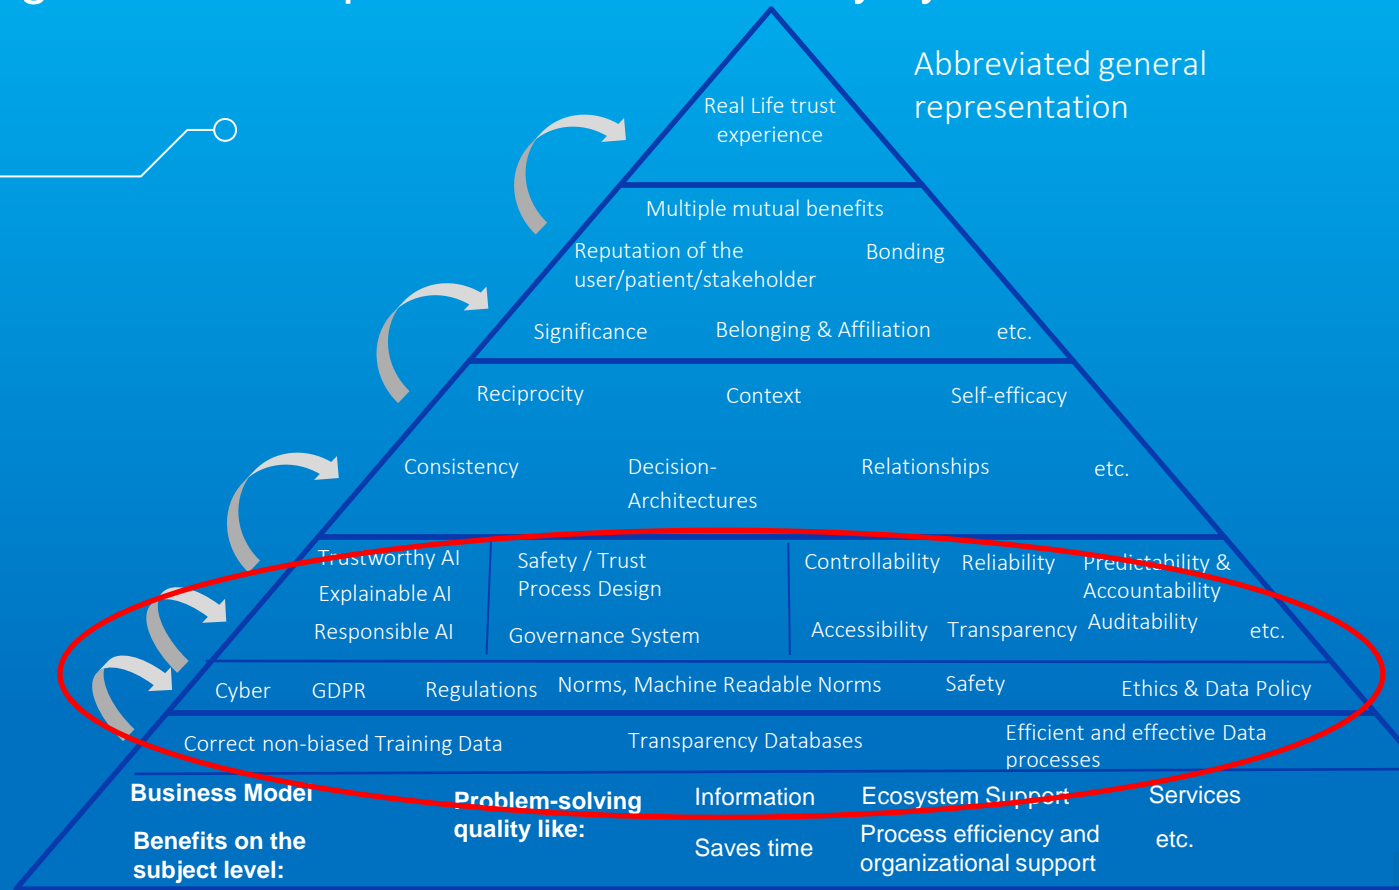 Abbreviated general
representation
Real Life trust
experience
Multiple mutual benefits
Reputation of the
user/patient/stakeholder
Bonding
Significance
Belonging & Affiliation
etc.
Reciprocity
Context
Self-efficacy
Consistency
Decision-
Architectures
Relationships
etc.
Trustworthy AI
Explainable AI
Responsible AI
Safety / Trust
Process Design
Governance System
Controllability
Reliability
Predictability &
Accountability
Accessibility
Transparency
Auditability
etc.
Cyber
GDPR
Regulations
Norms, Machine Readable Norms
Safety
Ethics & Data Policy
Correct non-biased Training Data
Transparency Databases
Efficient and effective Data
processes
Business Model
Benefits on the
subject level:
Problem-solving
quality like:
Information
Saves time
Ecosystem Support
Process efficiency and
organizational support
Services
etc.